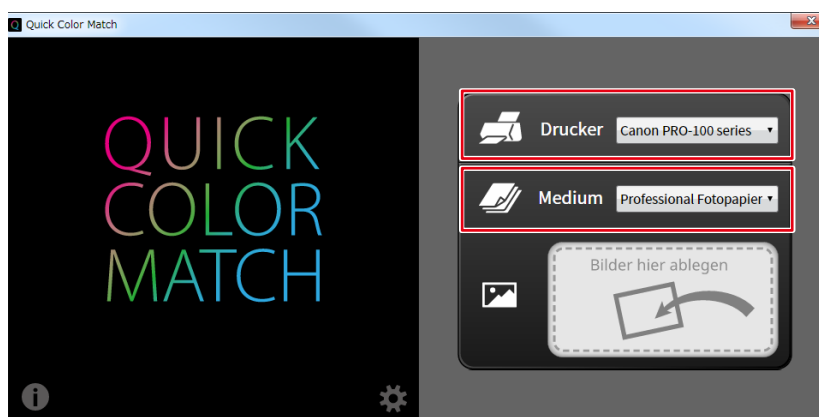 Quick Color Match
QUICK
COLOR
MATCH
Drucker Canon PRO-100 series
Medium Professional Fotopapier
Bilder hier ablegen